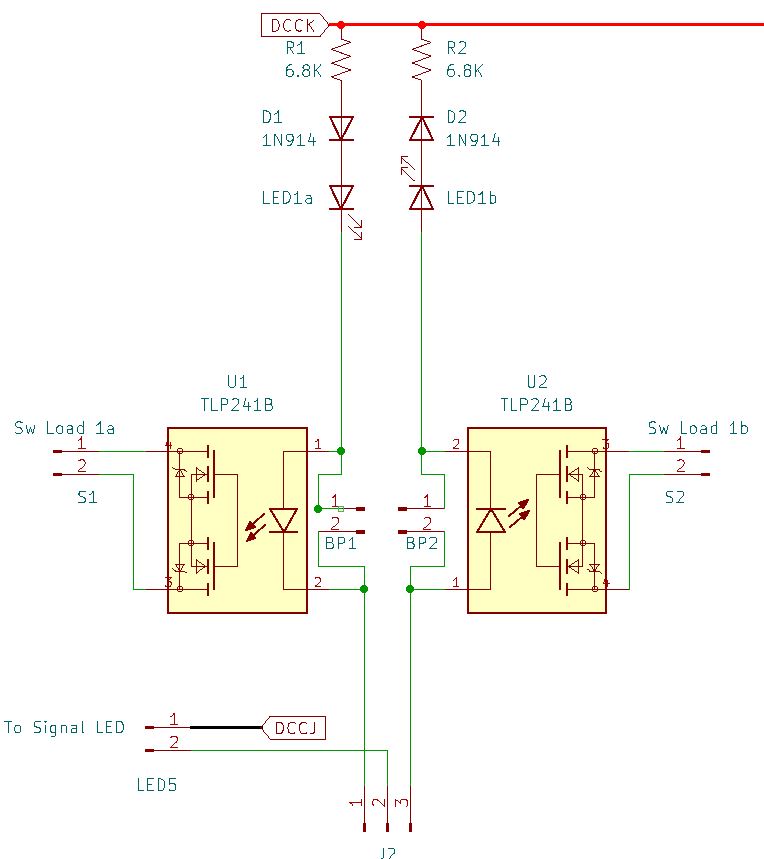 DCCK
R1
6.8K
R2
6.8K
D1
1N914
D2
1N914
LED1a
LED1b
U1
TLP241B
U2
TLP241B
Sw Load 1a
1
2
S1
4
3
1
2
1
2
BP1
1
2
BP2
2
1
3
4
Sw Load 1b
1
2
S2
To Signal LED
1
2
DCCJ
LED5
1
2
3